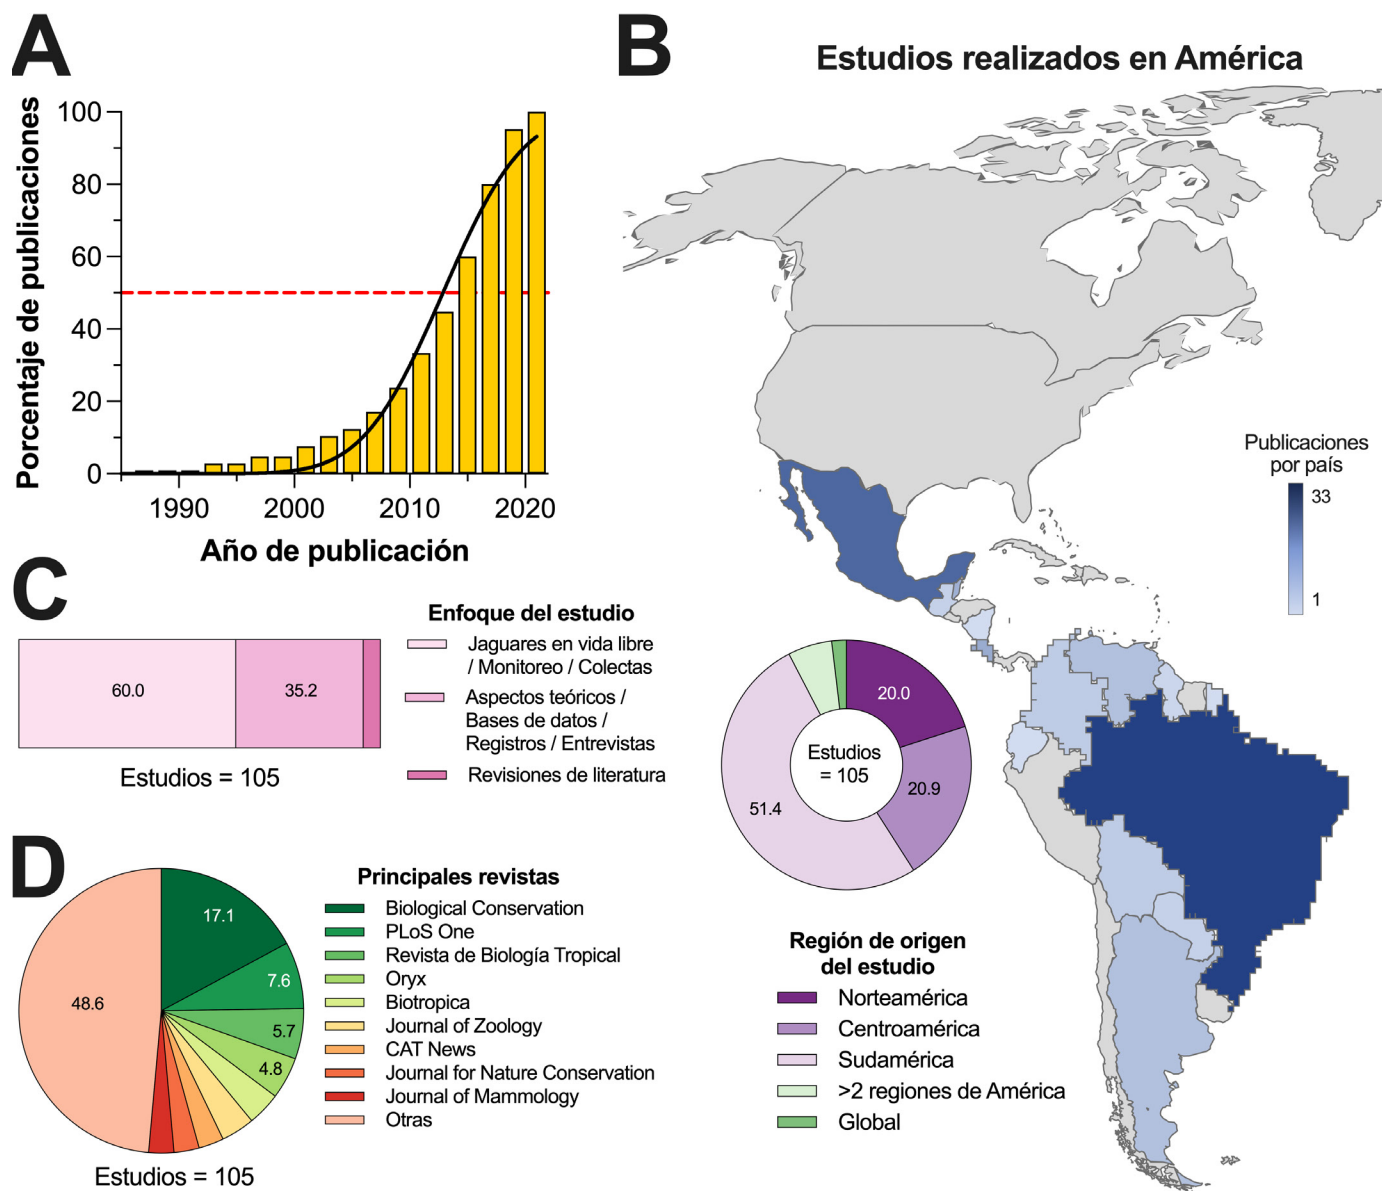 A
Porcentaje de publicaciones
100
80
60
40
20
0
1990
2000
2010
2020
Año de publicación
B
Estudios realizados en América
Publicaciones
por país
33
1
20.0
20.9
51.4
Estudios
= 105
Región de origen
del estudio
Norteamérica
Centroamérica
Sudamérica
>2 regiones de América
Global
C
60.0
35.2
Estudios = 105
Enfoque del estudio
Jaguares en vida libre
/ Monitoreo / Colectas
Aspectos teóricos /
Bases de datos /
Registros / Entrevistas
Revisiones de literatura
D
17.1
7.6
5.7
4.8
48.6
Estudios = 105
Principales revistas
Biological Conservation
PLoS One
Revista de Biología Tropical
Oryx
Biotropica
Journal of Zoology
CAT News
Journal for Nature Conservation
Journal of Mammology
Otras